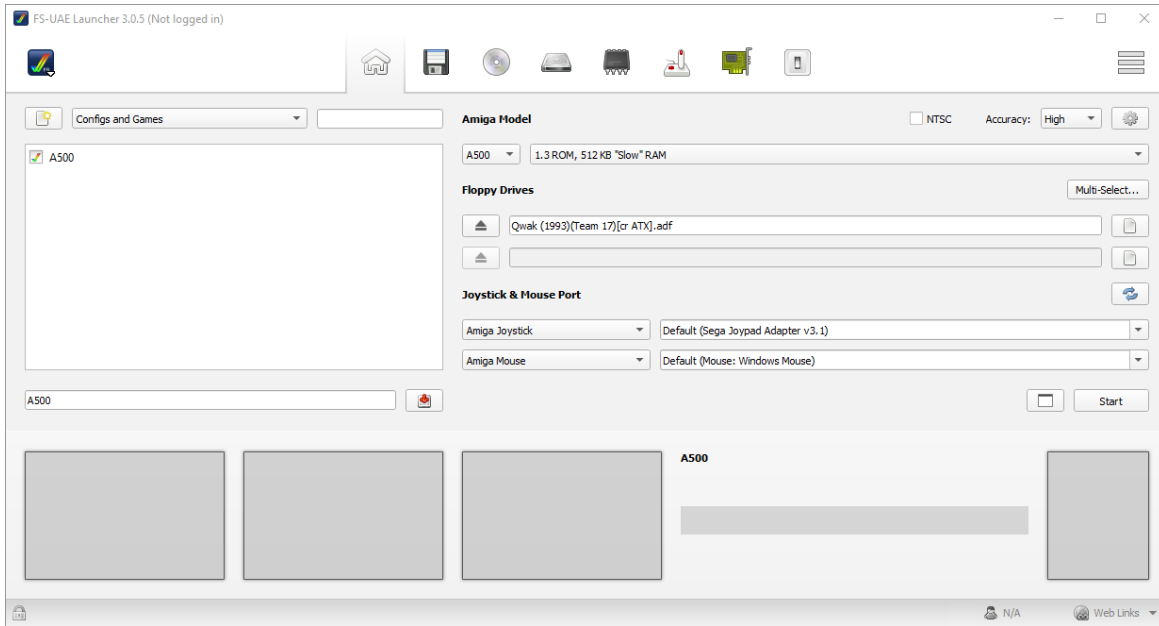 FS-UAE Launcher 3.0.5 (Not logged in)
Configs and Games
A500
A500
Amiga Model
NTSC
Accuracy: High
A500
1.3 ROM, 512 KB "Slow" RAM
Floppy Drives
Multi-Select...
Qwak (1993)(Team 17)[cr ATX].adf
Joystick & Mouse Port
Amiga Joystick
Default (Sega Joypad Adapter v3.1)
Amiga Mouse
Default (Mouse: Windows Mouse)
Start
A500
N/A
Web Links